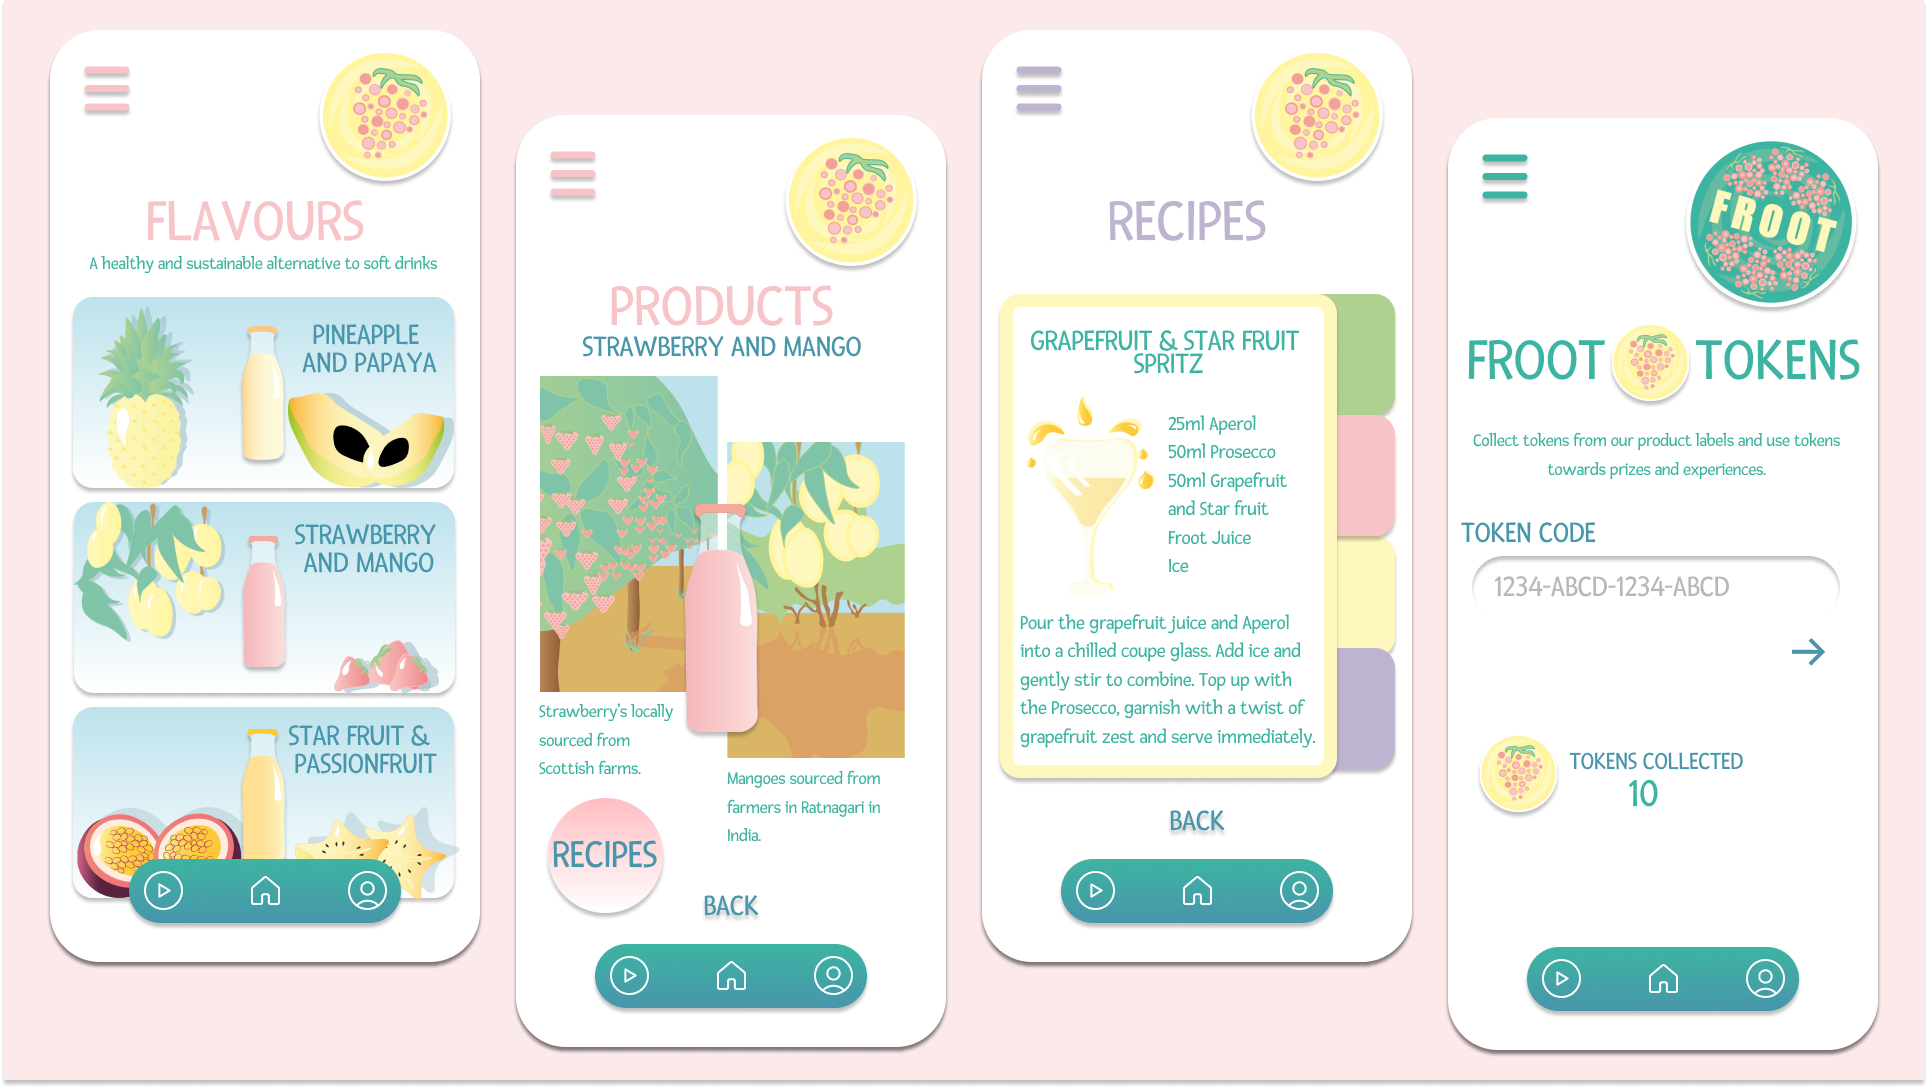 FLAVOURS
A healthy and sustainable alternative to soft drinks
PINEAPPLE
AND PAPAYA
STRAWBERRY
AND MANGO
STAR FRUIT &
PASSIONFRUIT
PRODUCTS
STRAWBERRY AND MANGO
Strawberry's locally
sourced from
Scottish farms.
Mangoes sourced from
farmers in Ratnagari in
India.
RECIPES
BACK
RECIPES
GRAPEFRUIT & STAR FRUIT
SPRITZ
25ml Aperol
50ml Prosecco
50ml Grapefruit
and Star fruit
Froot Juice
Ice
Pour the grapefruit juice and Aperol
into a chilled coupe glass. Add ice and
gently stir to combine. Top up with
the Prosecco, garnish with a twist of
grapefruit zest and serve immediately.
BACK
FROOT
FROOT TOKENS
Collect tokens from our product labels and use tokens
towards prizes and experiences.
TOKEN CODE
1234-ABCD-1234-ABCD
TOKENS COLLECTED
10